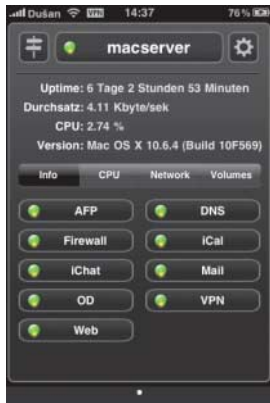 Dušan VPN 14:37 76%
macserver
Uptime: 6 Tage 2 Stunden 53 Minuten
Durchsatz: 4.11 Kbyte/sek
CPU: 2.74 %
Version: Mac OS X 10.6.4 (Build 10F569)
Info CPU Network Volumes
AFP DNS
Firewall iCal
iChat Mail
OD VPN
Web